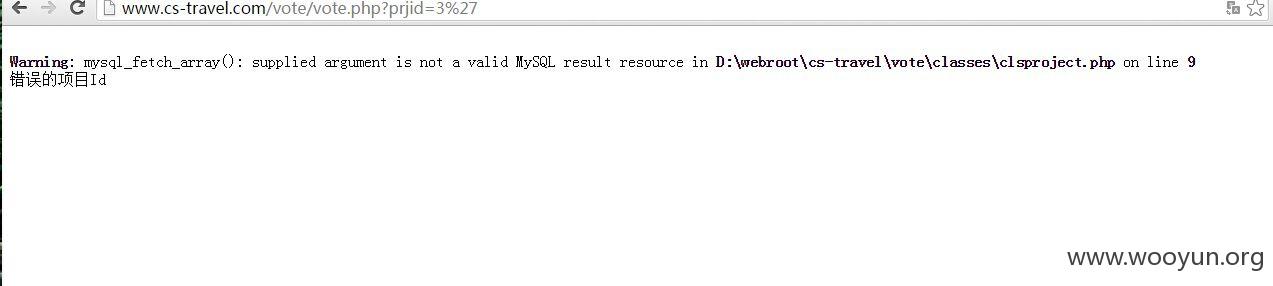 www.cs-travel.com/vote/vote.php?prjid=3%27
Warning: mysql_fetch_array(): supplied argument is not a valid MySQL result resource in D:\webroot\cs-travel\vote\classes\clsproject.php on line 9
错误的项目Id
www.wooyun.org